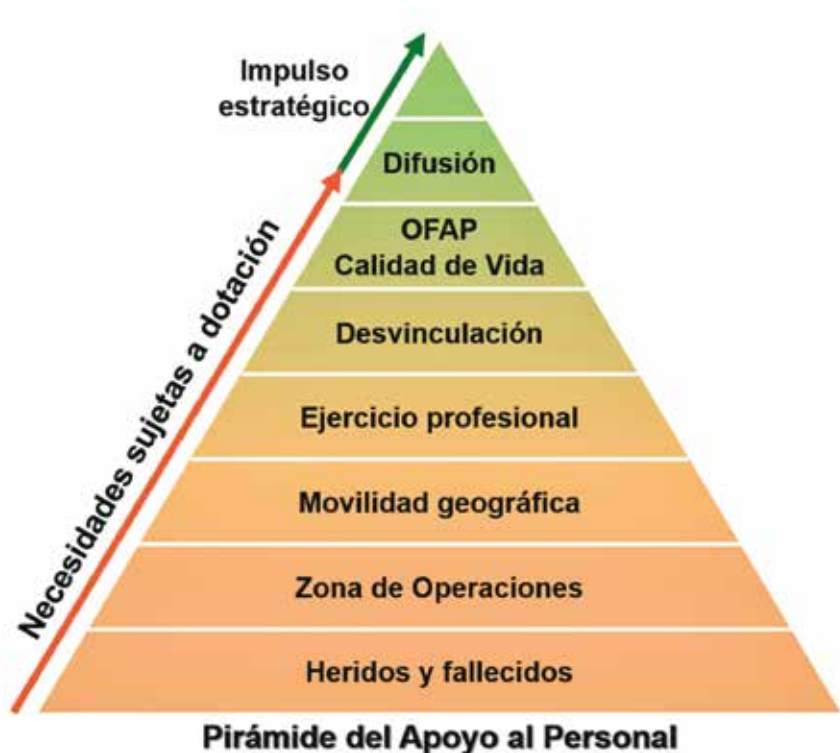 Impulso
estratégico
Necesidades sujetas a dotación
Difusión
OFAP
Calidad de Vida
Desvinculación
Ejercicio profesional
Movilidad geográfica
Zona de Operaciones
Heridos y fallecidos
Pirámide del Apoyo al Personal